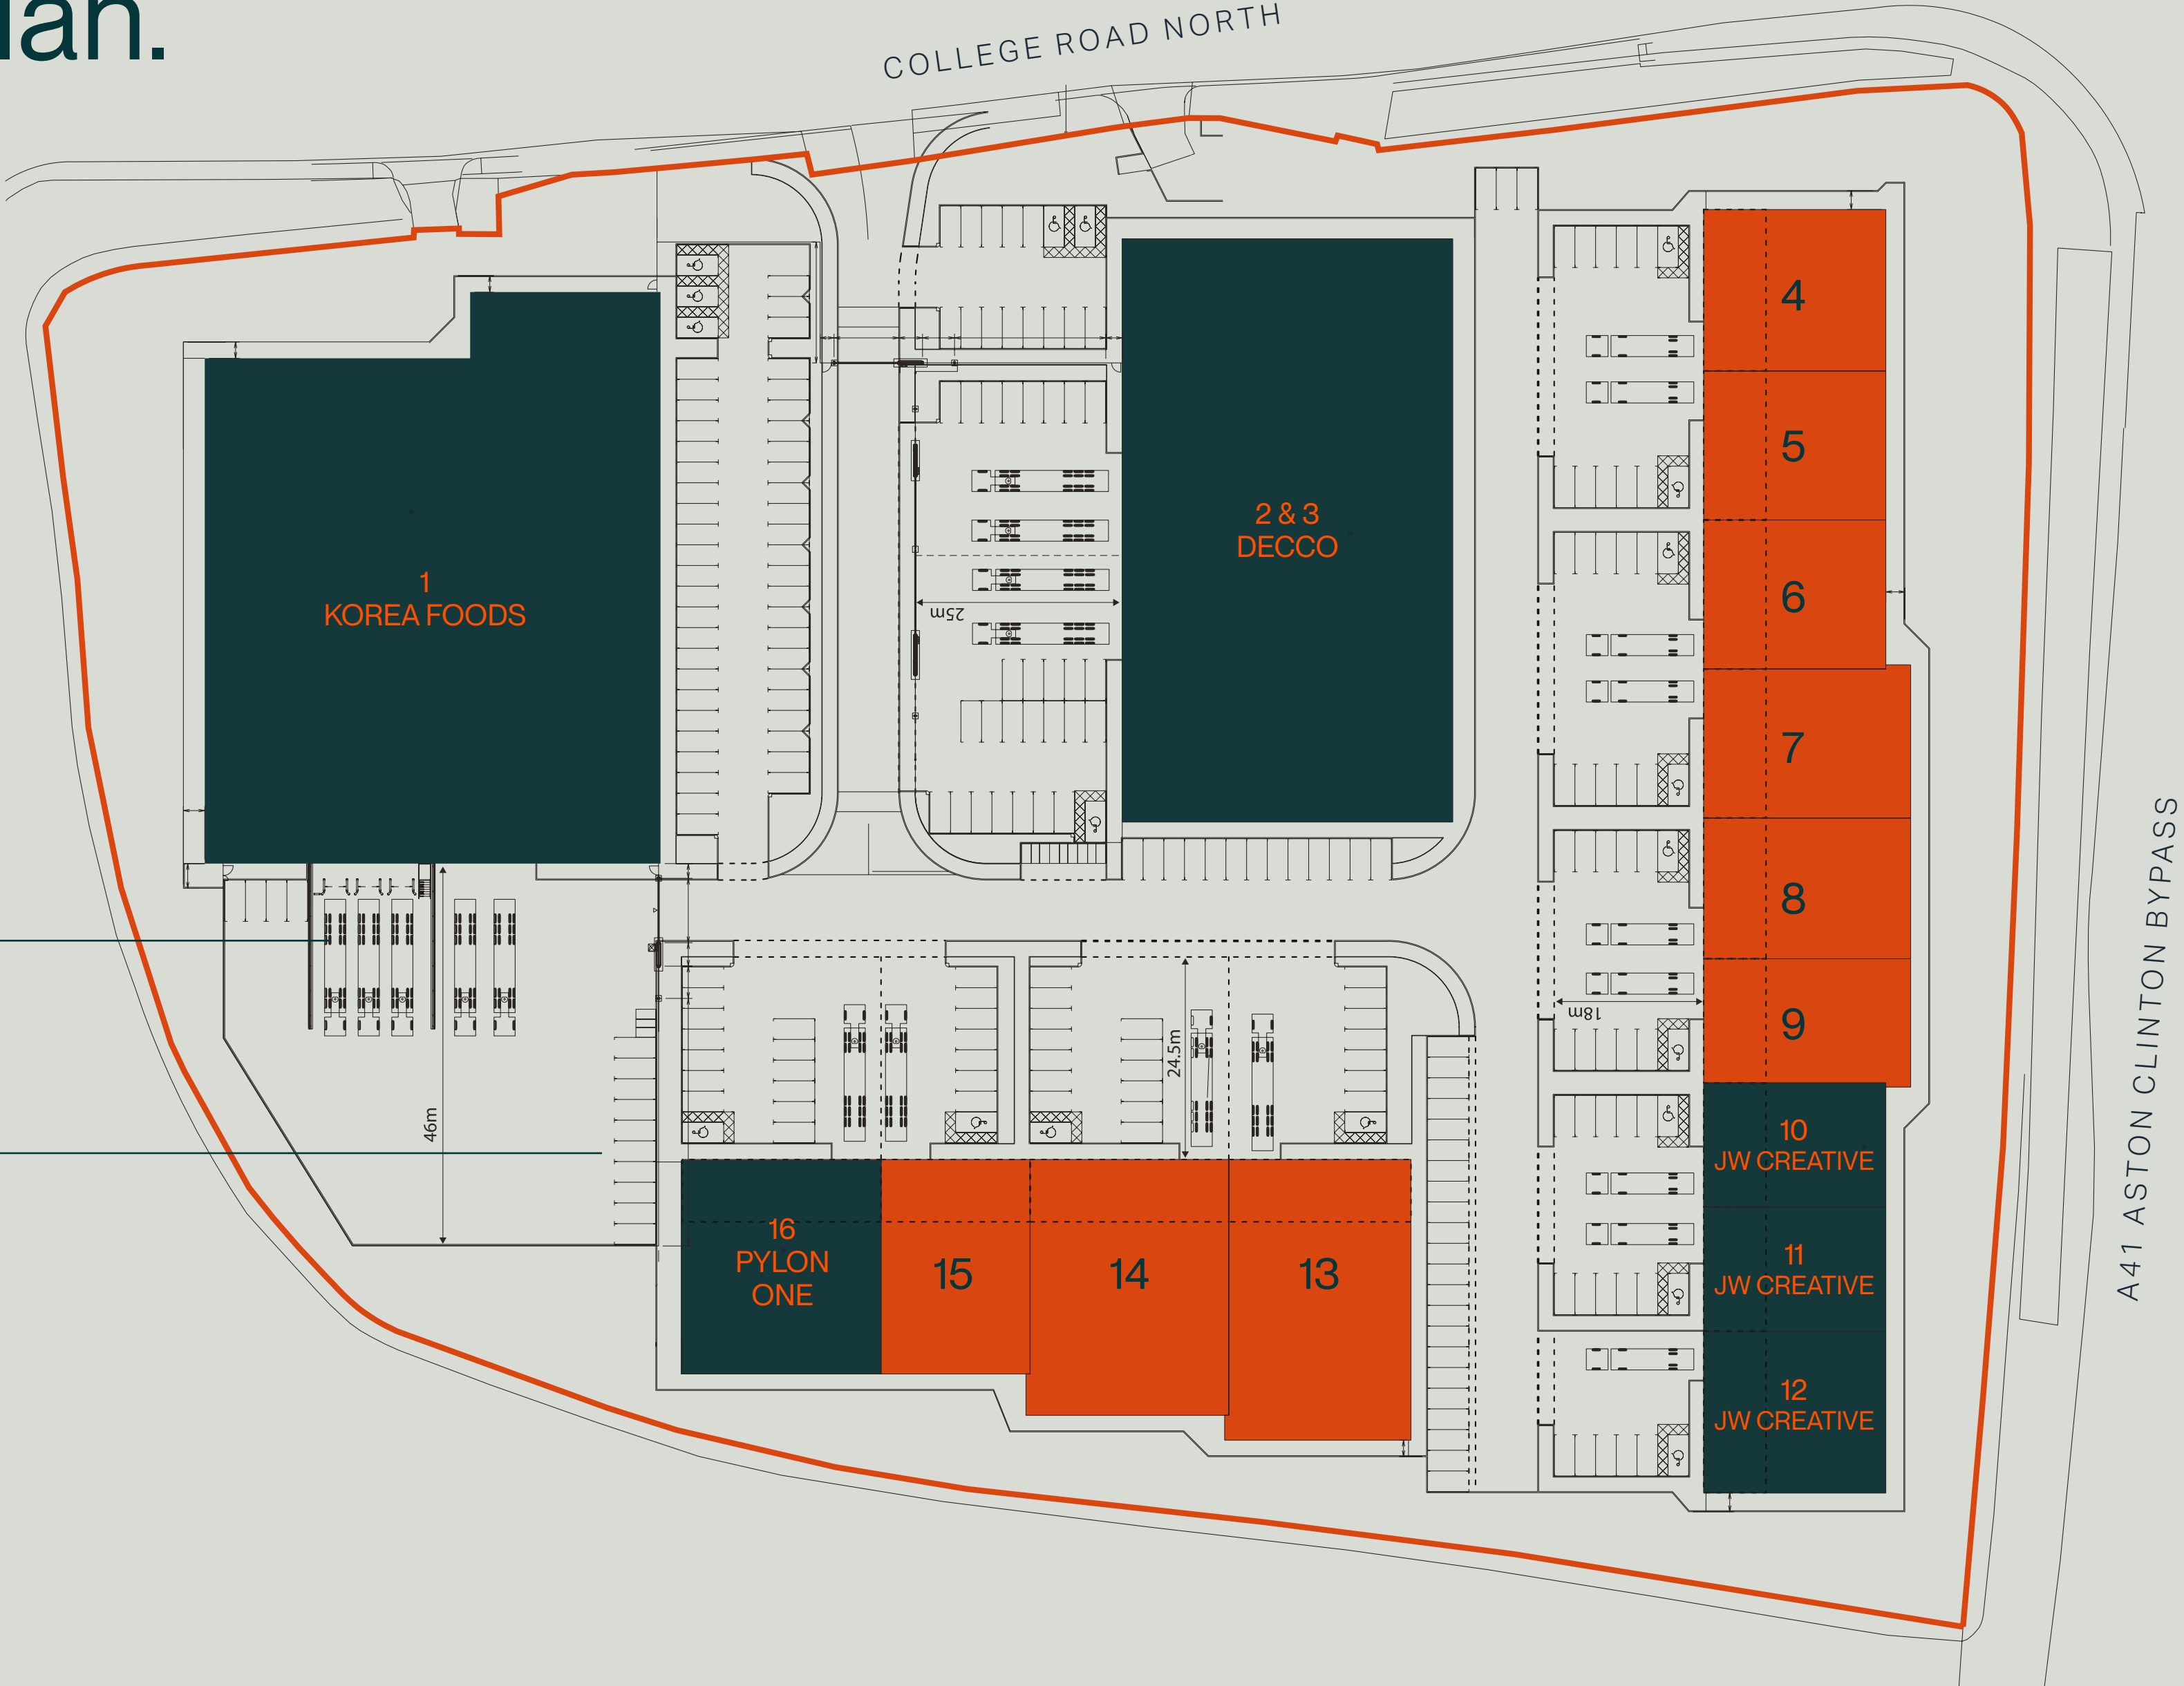 COLLEGE ROAD NORTH
1
KOREA FOODS
2 & 3
DECCO
25m
4
5
6
7
8
9
18m
10
JW CREATIVE
11
JW CREATIVE
12
JW CREATIVE
46m
24.5m
16
PYLON
ONE
15
14
13
A41 ASTON CLINTON BYPASS